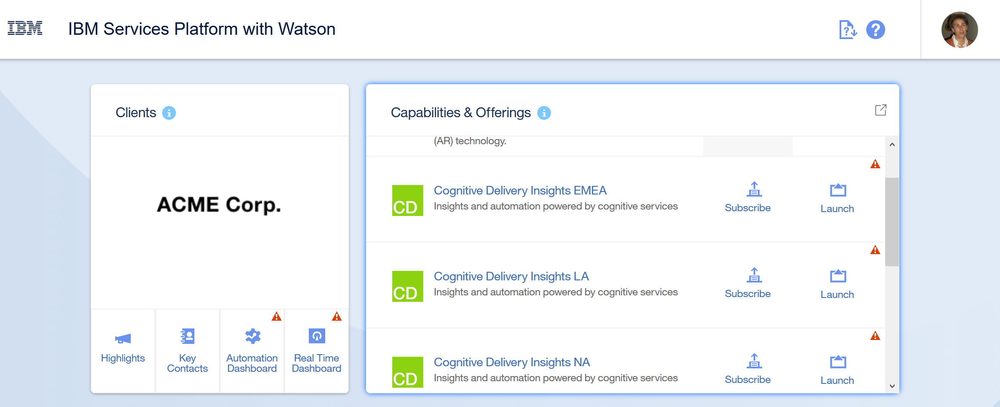 IBM
IBM Services Platform with Watson
Clients
ACME Corp.
Highlights
Key
Contacts
Automation
Dashboard
Real Time
Dashboard
Capabilities & Offerings
(AR) technology.
CD
Cognitive Delivery Insights EMEA
Insights and automation powered by cognitive services
Subscribe
Launch
CD
Cognitive Delivery Insights LA
Insights and automation powered by cognitive services
Subscribe
Launch
CD
Cognitive Delivery Insights NA
Insights and automation powered by cognitive services
Subscribe
Launch